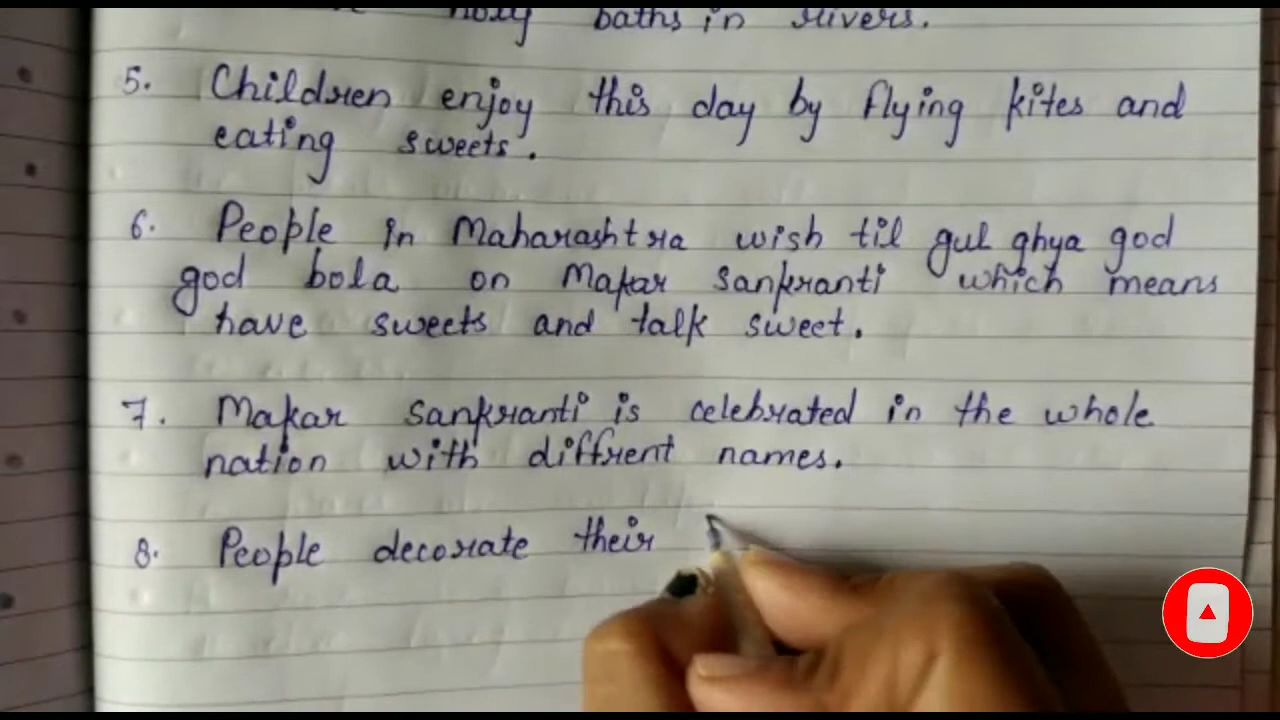 holy baths in rivers.
5. Children enjoy this day by flying kites and
eating sweets.
6. People in Maharashtra wish til gul ghya god
god bola on Makar Sankranti which means
have sweets and talk sweet.
7. Makar Sankranti is celebrated in the whole
nation with diffrent names.
8. People decorate their